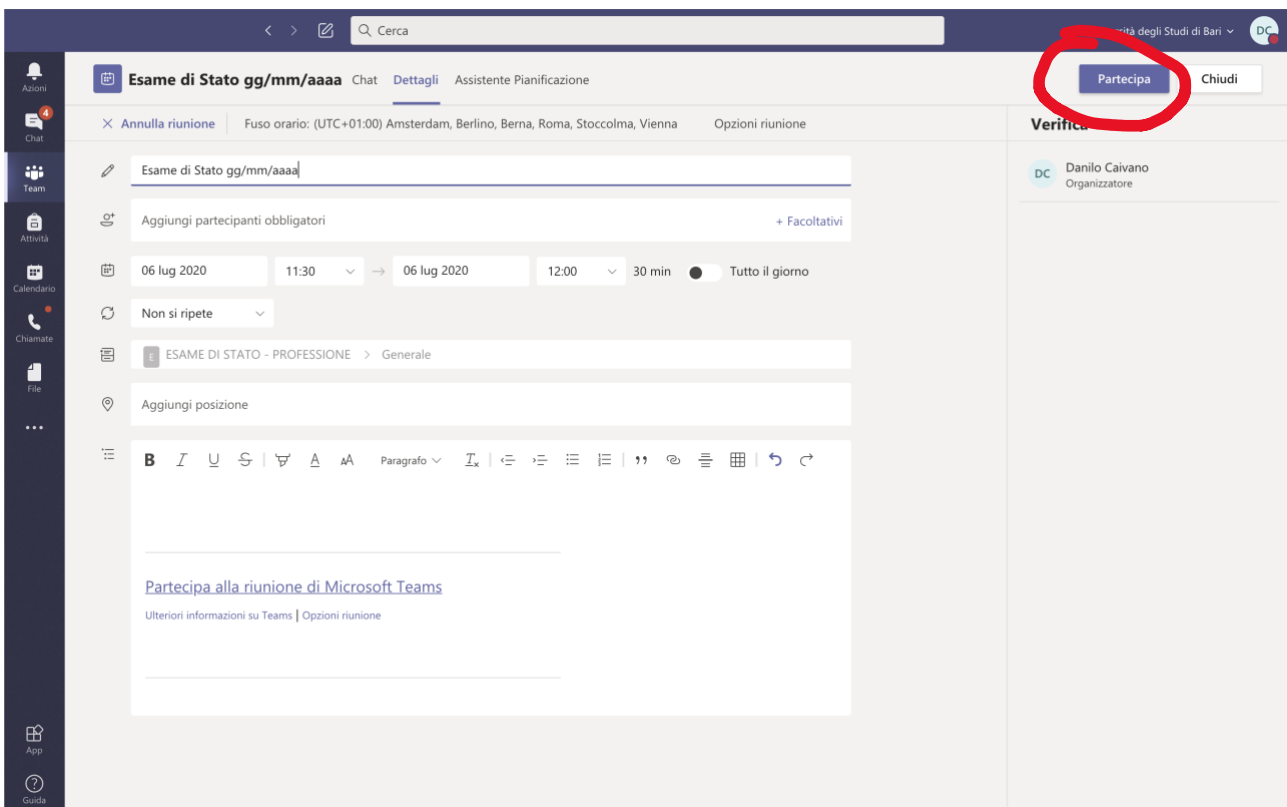 Cerca
degli Studi di Bari
DC
Azioni
4
Chat
Team
Attività
Calendario
Chiamate
File
App
Guida
Esame di Stato gg/mm/aaaa Chat Dettagli Assistente Pianificazione
Partecipa Chiudi
Annulla riunione Fuso orario: (UTC+01:00) Amsterdam, Berlino, Berna, Roma, Stoccolma, Vienna Opzioni riunione
Esame di Stato gg/mm/aaaa
Aggiungi partecipanti obbligatori + Facoltativi
06 lug 2020 11:30 → 06 lug 2020 12:00 30 min Tutto il giorno
Non si ripete
E ESAME DI STATO - PROFESSIONE > Generale
Aggiungi posizione
B I U S A AA Paragrafo Tx
Partecipa alla riunione di Microsoft Teams
Ulteriori informazioni su Teams | Opzioni riunione
Verifica
DC Danilo Caivano
Organizzatore